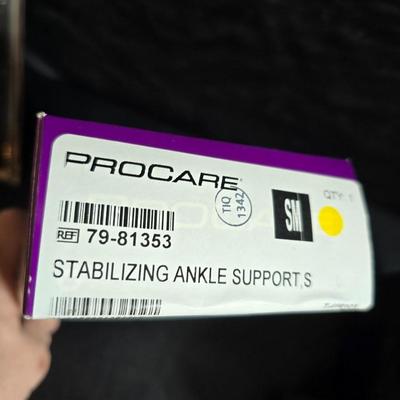 PROCARE
TIQ
1342
SM
QTY: 1
REF 79-81353
STABILIZING ANKLE SUPPORT,S